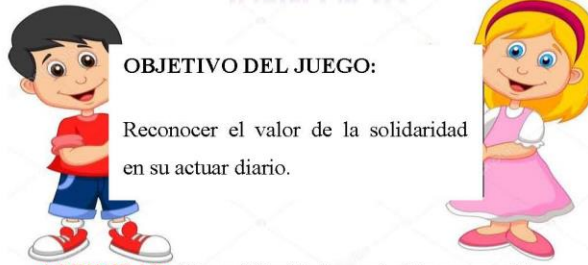 OBJETIVO DEL JUEGO:
Reconocer el valor de la solidaridad
en su actuar diario.